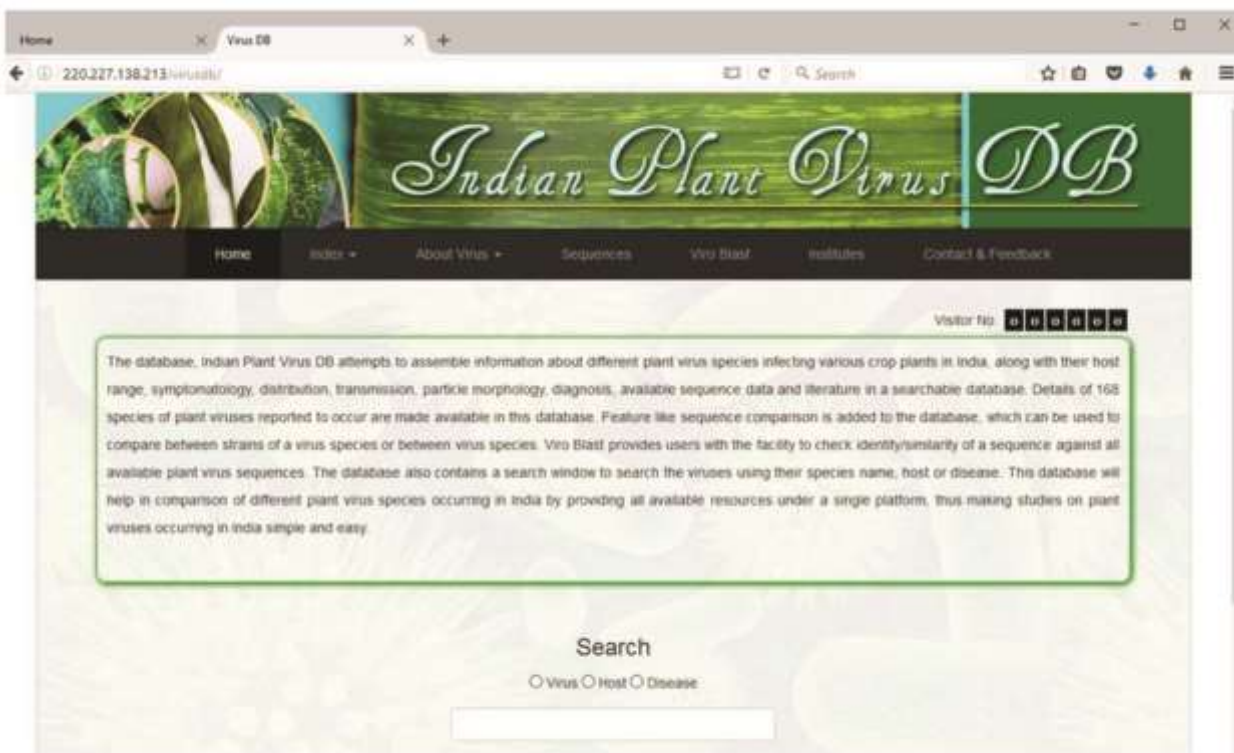 Home Virus DB
220.227.138.213/virusdb/ Search
Indian Plant Virus DB
Home Index About Virus Sequences Viro Blast Institutes Contact & Feedback
Visitor No 0 0 0 0 0 0
The database, Indian Plant Virus DB attempts to assemble information about different plant virus species infecting various crop plants in India, along with their host
range, symptomatology, distribution, transmission, particle morphology, diagnosis, available sequence data and literature in a searchable database. Details of 168
species of plant viruses reported to occur are made available in this database. Feature like sequence comparison is added to the database, which can be used to
compare between strains of a virus species or between virus species. Viro Blast provides users with the facility to check identity/similarity of a sequence against all
available plant virus sequences. The database also contains a search window to search the viruses using their species name, host or disease. This database will
help in comparison of different plant virus species occurring in India by providing all available resources under a single platform, thus making studies on plant
viruses occurring in India simple and easy.
Search
Virus Host Disease